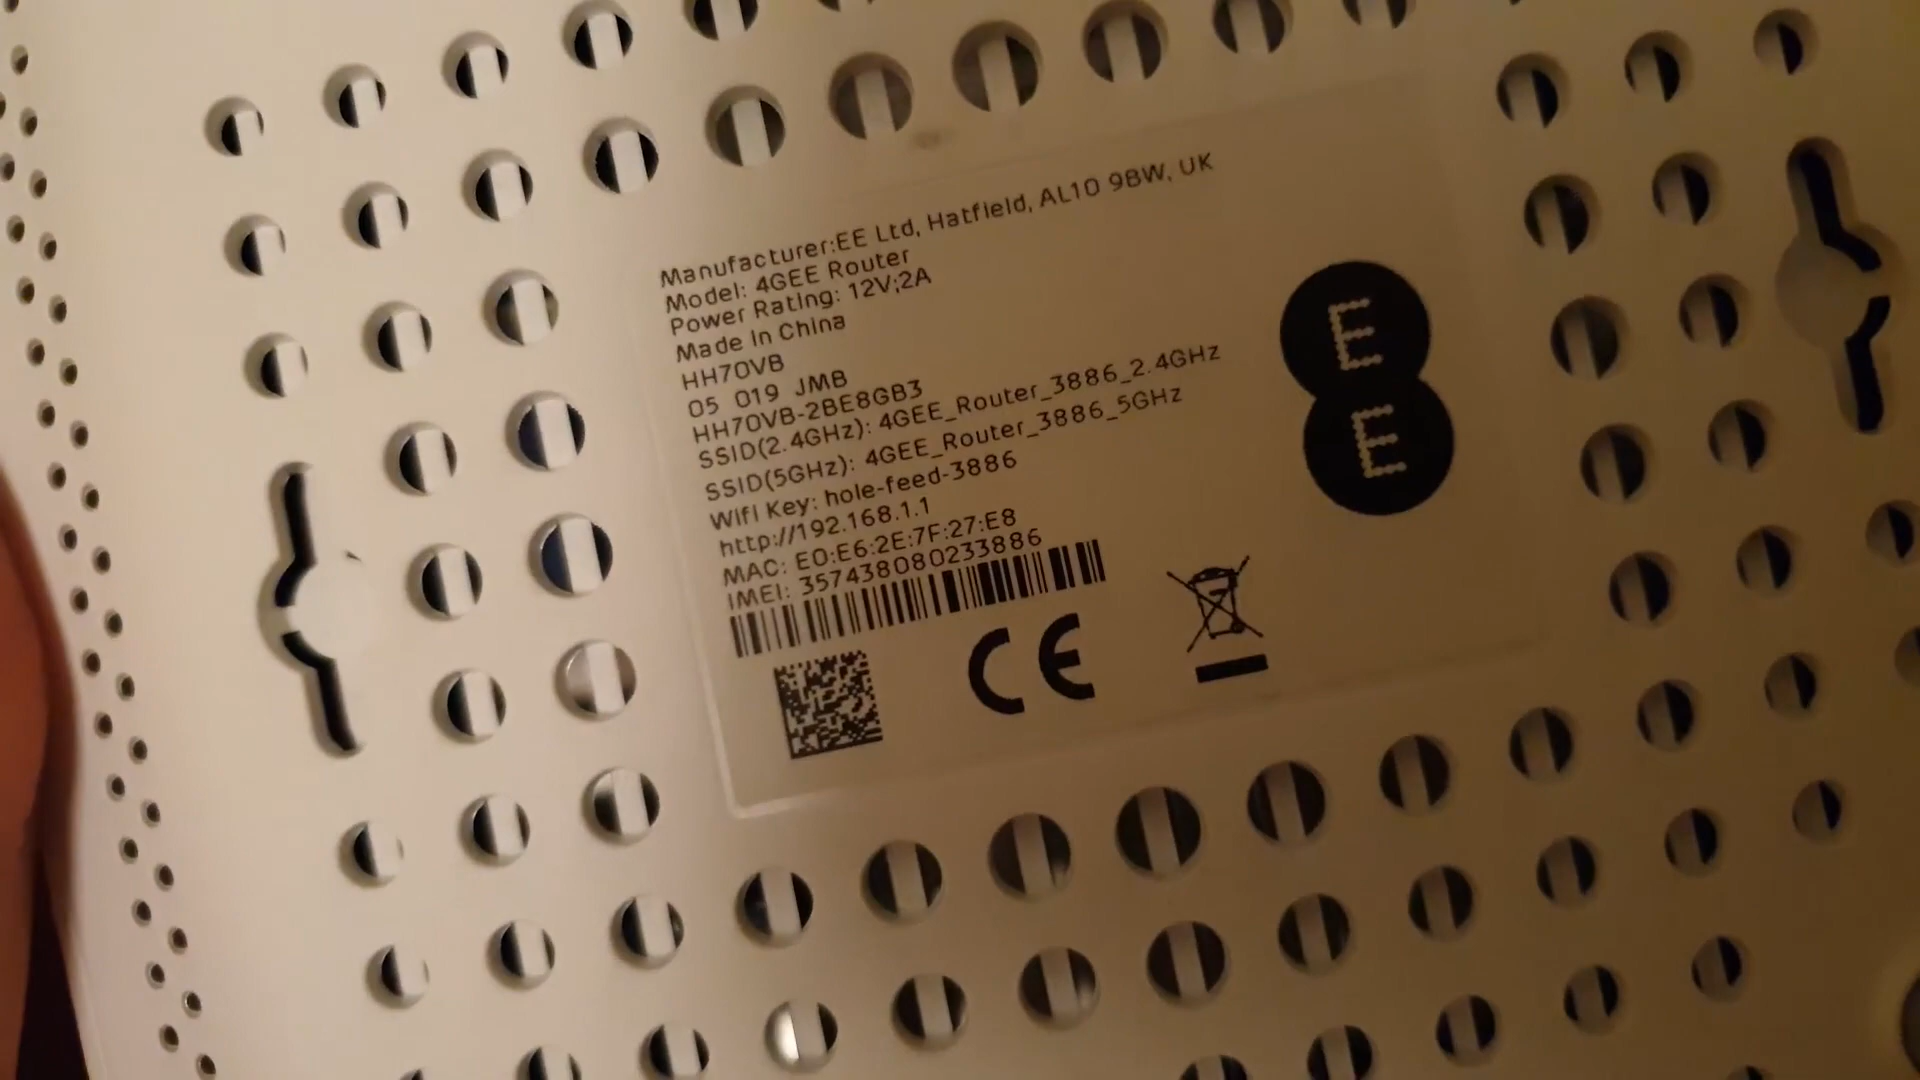 Manufacturer:EE Ltd, Hatfield, AL10 9BW, UK
Model: 4GEE Router
Power Rating: 12V;2A
Made In China
HH70VB
05 019 JMB
HH70VB-2BE8GB3
SSID(2.4GHz): 4GEE_Router_3886_2.4GHz
SSID(5GHz): 4GEE_Router_3886_5GHz
Wifi Key: hole-feed-3886
http://192.168.1.1
MAC: E0:E6:2E:7F:27:E8
IMEI: 357438080233886
E
E
CE